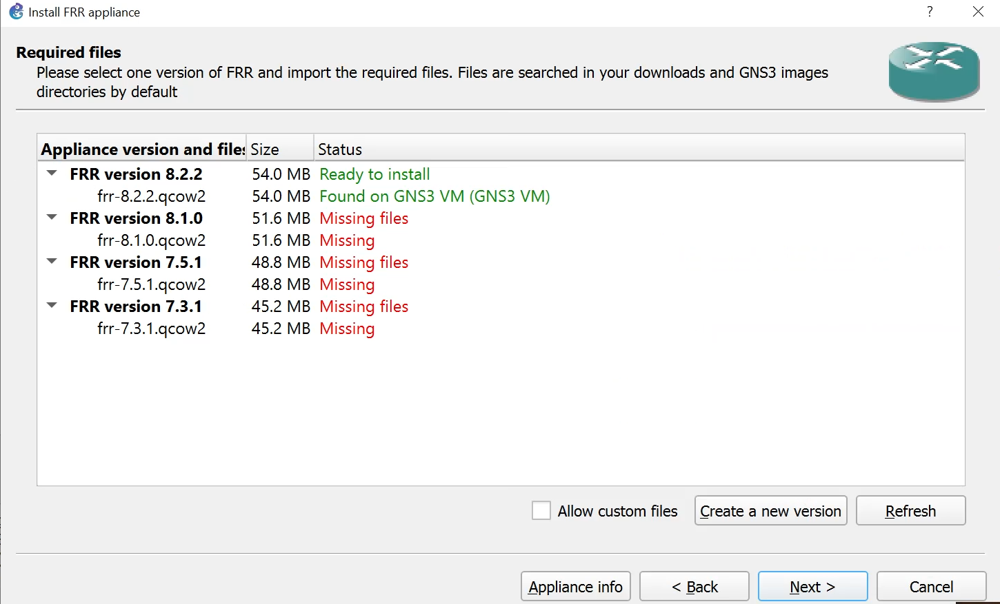 Install FRR appliance
?
Required files
Please select one version of FRR and import the required files. Files are searched in your downloads and GNS3 images
directories by default
Appliance version and files Size Status
FRR version 8.2.2 54.0 MB Ready to install
frr-8.2.2.qcow2 54.0 MB Found on GNS3 VM (GNS3 VM)
FRR version 8.1.0 51.6 MB Missing files
frr-8.1.0.qcow2 51.6 MB Missing
FRR version 7.5.1 48.8 MB Missing files
frr-7.5.1.qcow2 48.8 MB Missing
FRR version 7.3.1 45.2 MB Missing files
frr-7.3.1.qcow2 45.2 MB Missing
Allow custom files Create a new version Refresh
Appliance info < Back Next > Cancel